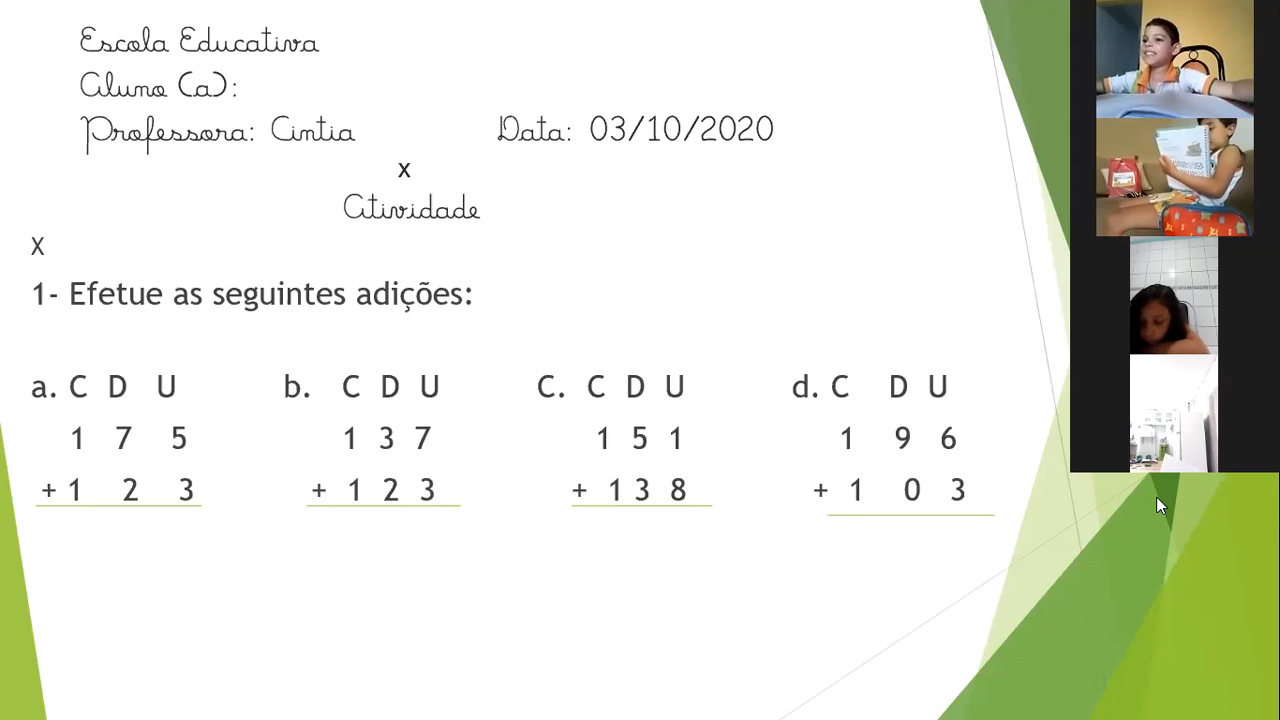 Escola Educativa
Aluno (a):
Professora: Cintia Data: 03/10/2020
x
Atividade
X
1- Efetue as seguintes adições:
a. C D U b. C D U C. C D U d. C D U
1 7 5 1 3 7 1 5 1 1 9 6
+ 1 2 3 + 1 2 3 + 1 3 8 + 1 0 3